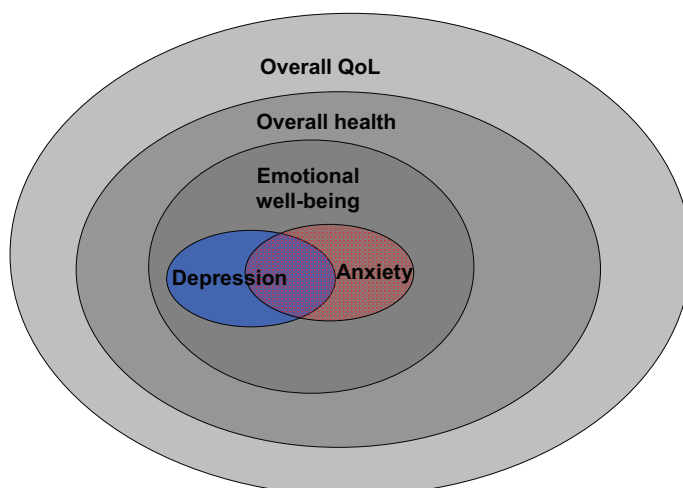 Overall QoL
Overall health
Emotional
well-being
Depression
Anxiety